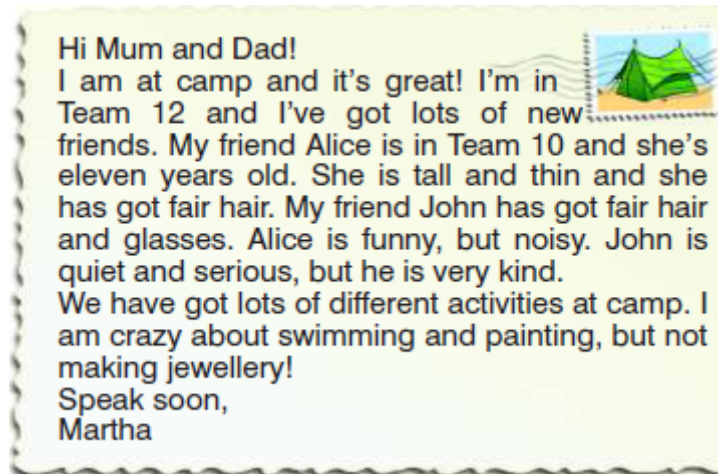 Hi Mum and Dad!
I am at camp and it's great! I'm in
Team 12 and I've got lots of new
friends. My friend Alice is in Team 10 and she's
eleven years old. She is tall and thin and she
has got fair hair. My friend John has got fair hair
and glasses. Alice is funny, but noisy. John is
quiet and serious, but he is very kind.
We have got lots of different activities at camp. I
am crazy about swimming and painting, but not
making jewellery!
Speak soon,
Martha